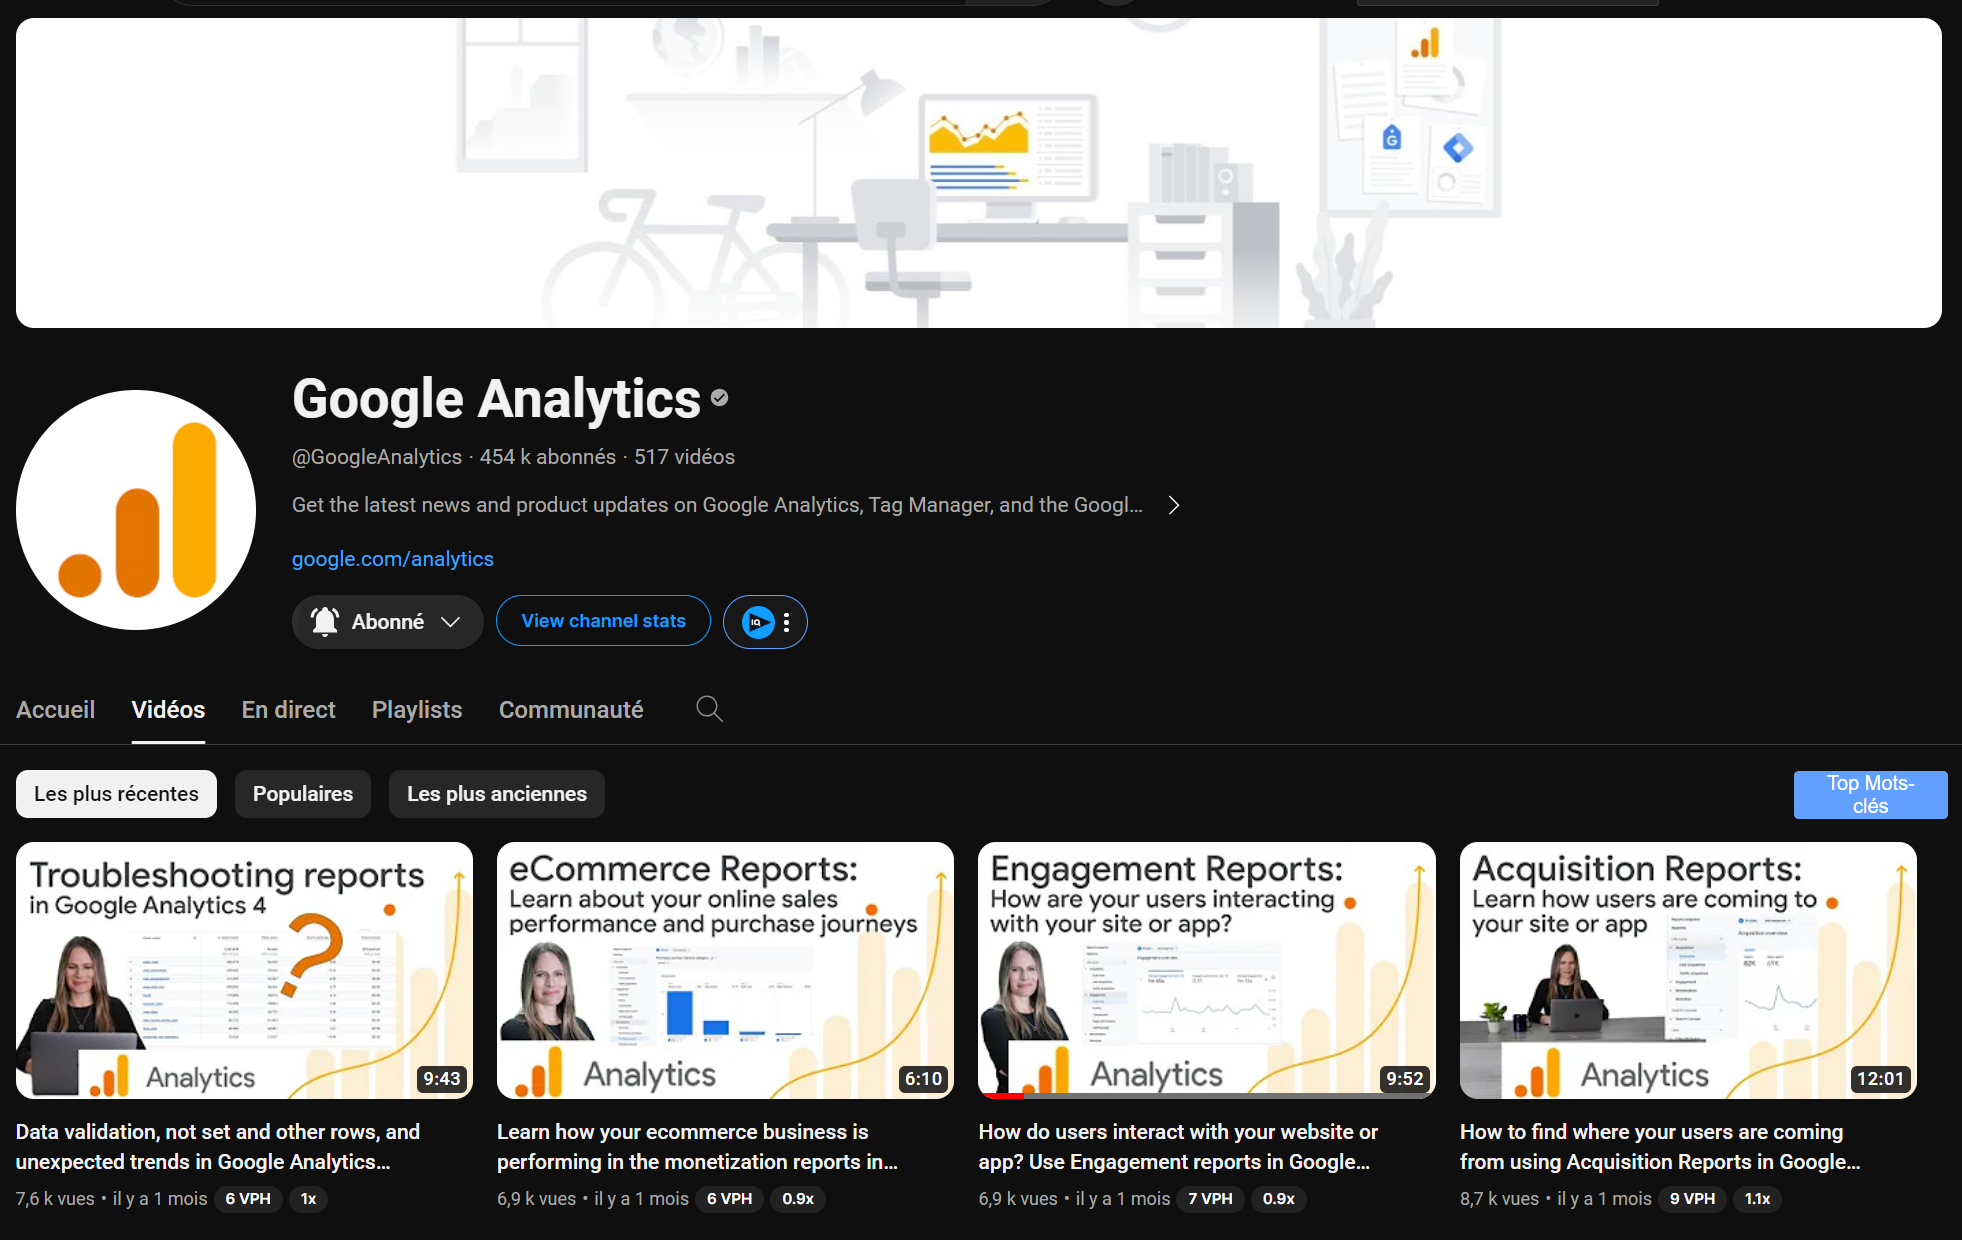 Google Analytics
@GoogleAnalytics · 454 k abonnés · 517 vidéos
Get the latest news and product updates on Google Analytics, Tag Manager, and the Googl...
google.com/analytics
Abonné
View channel stats
IQ
Accueil
Vidéos
En direct
Playlists
Communauté
Les plus récentes
Populaires
Les plus anciennes
Top Mots-
clés
Troubleshooting reports
in Google Analytics 4
?
Analytics
9:43
Data validation, not set and other rows, and
unexpected trends in Google Analytics...
7,6 k vues • il y a 1 mois 6 VPH 1x
eCommerce Reports:
Learn about your online sales
performance and purchase journeys
Analytics
6:10
Learn how your ecommerce business is
performing in the monetization reports in...
6,9 k vues • il y a 1 mois 6 VPH 0.9x
Engagement Reports:
How are your users interacting
with your site or app?
Analytics
9:52
How do users interact with your website or
app? Use Engagement reports in Google...
6,9 k vues • il y a 1 mois 7 VPH 0.9x
Acquisition Reports:
Learn how users are coming to
your site or app
Analytics
12:01
How to find where your users are coming
from using Acquisition Reports in Google...
8,7 k vues • il y a 1 mois 9 VPH 1.1x